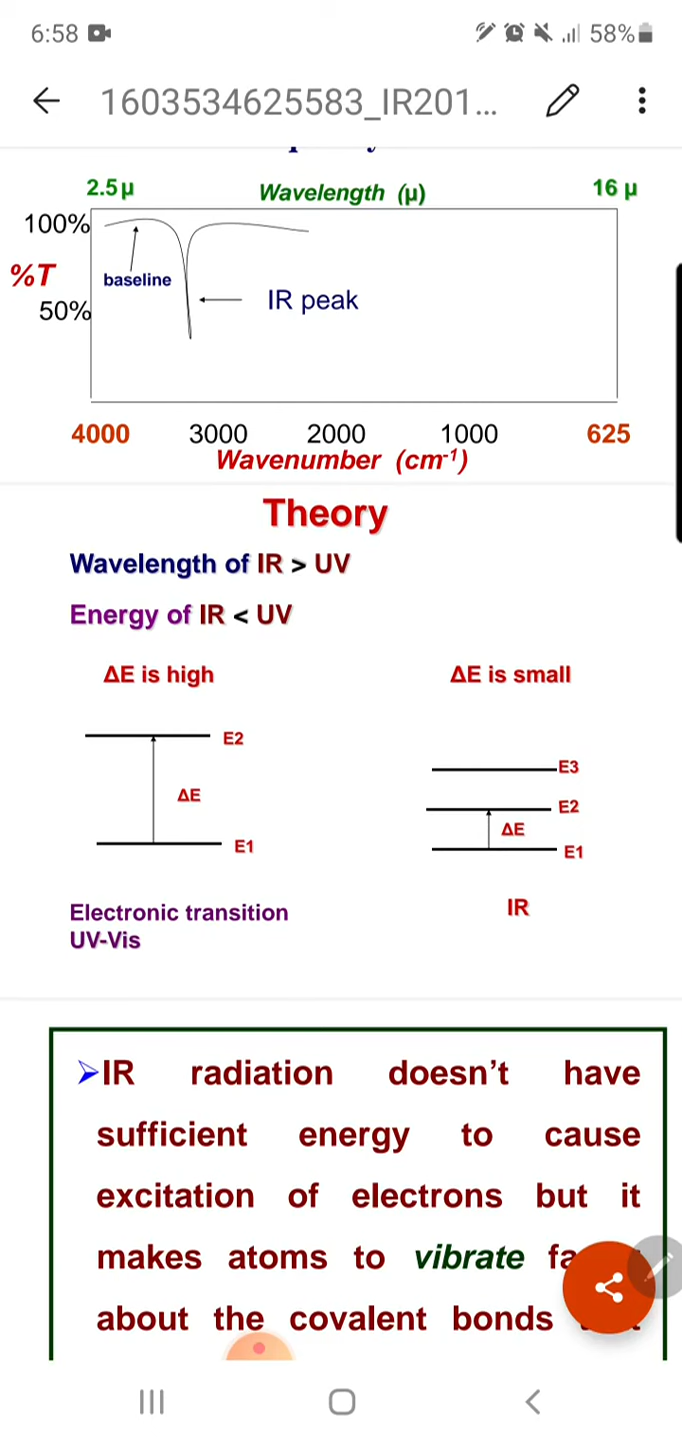 6:58 58%
1603534625583_IR201...
2.5 µ Wavelength (µ) 16 µ
100%
%T baseline
IR peak
50%
4000 3000 2000 1000 625
Wavenumber (cm-1)
Theory
Wavelength of IR > UV
Energy of IR < UV
ΔE is high ΔE is small
E2
E3
ΔE
E2
ΔE
E1
E1
Electronic transition
UV-Vis
IR
➢IR radiation doesn't have
sufficient energy to cause
excitation of electrons but it
makes atoms to vibrate
about the covalent bonds